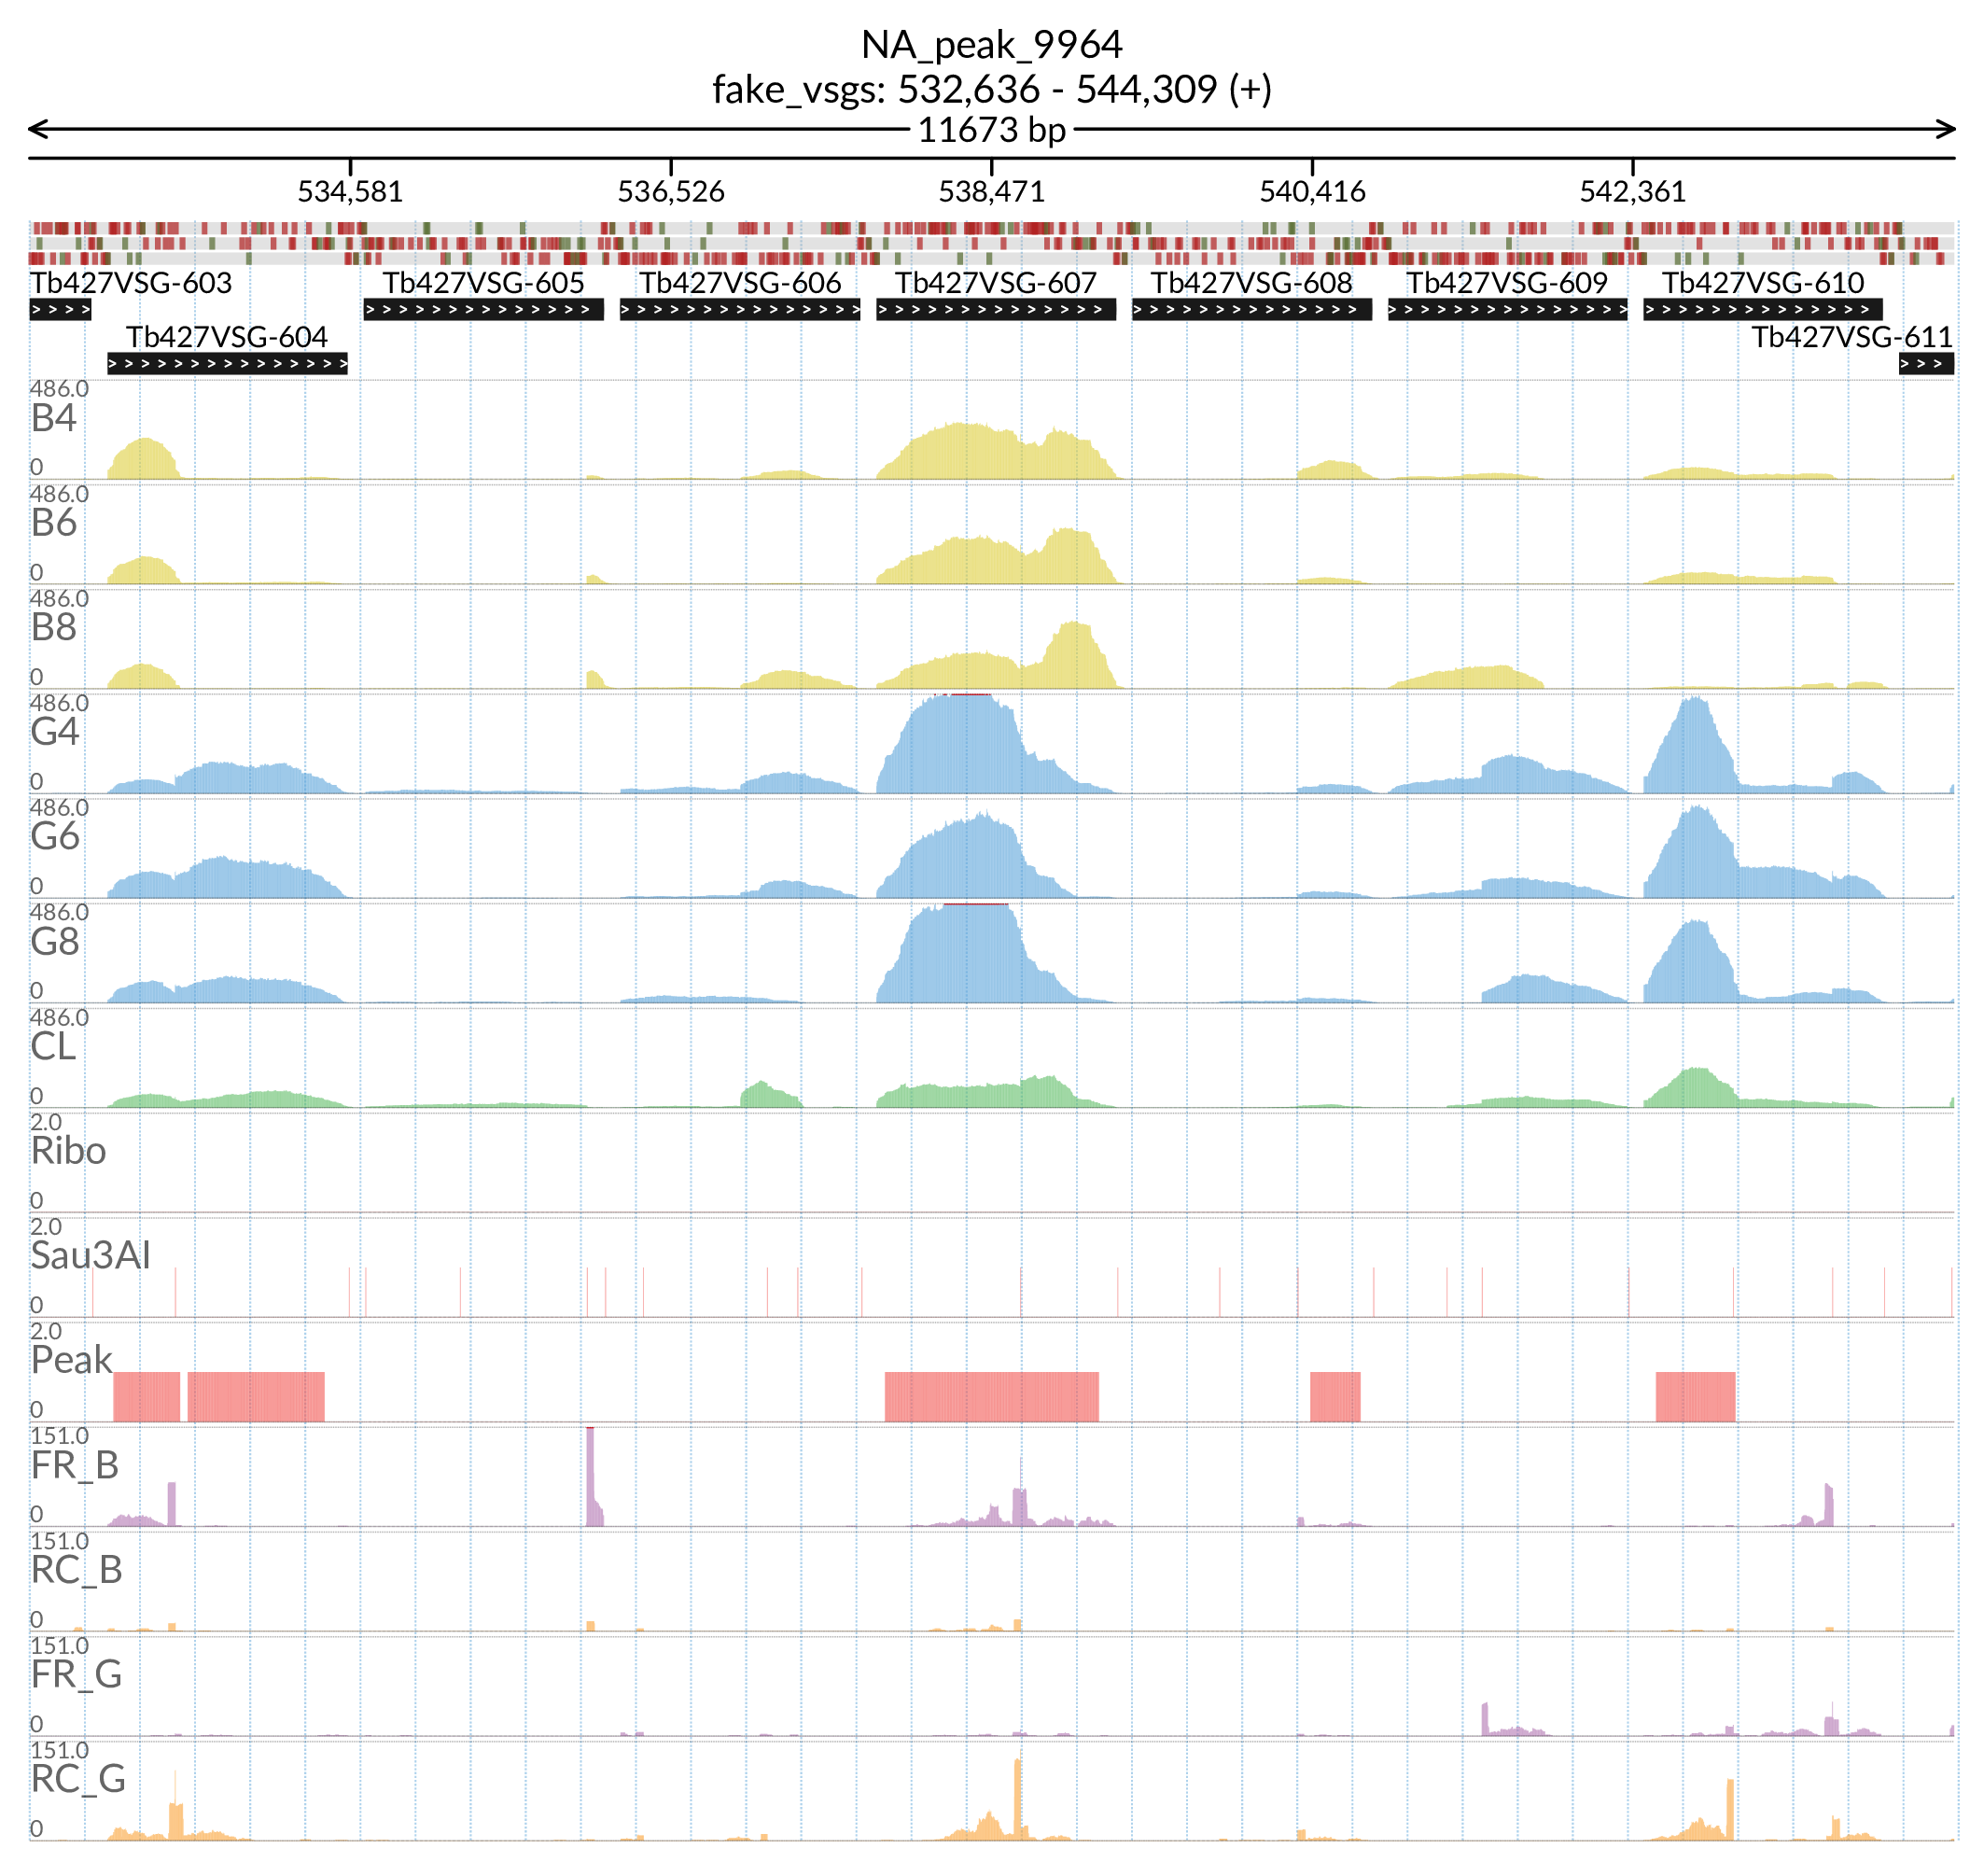 NA_peak_9964
fake_vsgs: 532,636 - 544,309 (+)
11673 bp
534,581 536,526 538,471 540,416 542,361
Tb427VSG-603 Tb427VSG-605 Tb427VSG-606 Tb427VSG-607 Tb427VSG-608 Tb427VSG-609 Tb427VSG-610
Tb427VSG-604 Tb427VSG-611
486.0
B4
0
486.0
B6
0
486.0
B8
0
486.0
G4
0
486.0
G6
0
486.0
G8
0
486.0
CL
0
2.0
Ribo
0
2.0
Sau3AI
0
2.0
Peak
0
151.0
FR_B
0
151.0
RC_B
0
151.0
FR_G
0
151.0
RC_G
0